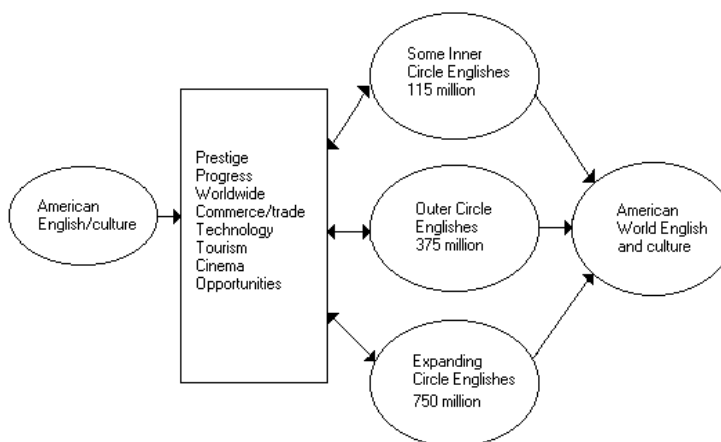 American
English/culture
Prestige
Progress
Worldwide
Commerce/trade
Technology
Tourism
Cinema
Opportunities
Some Inner
Circle Englishes
115 million
Outer Circle
Englishes
375 million
Expanding
Circle Englishes
750 million
American
World English
and culture